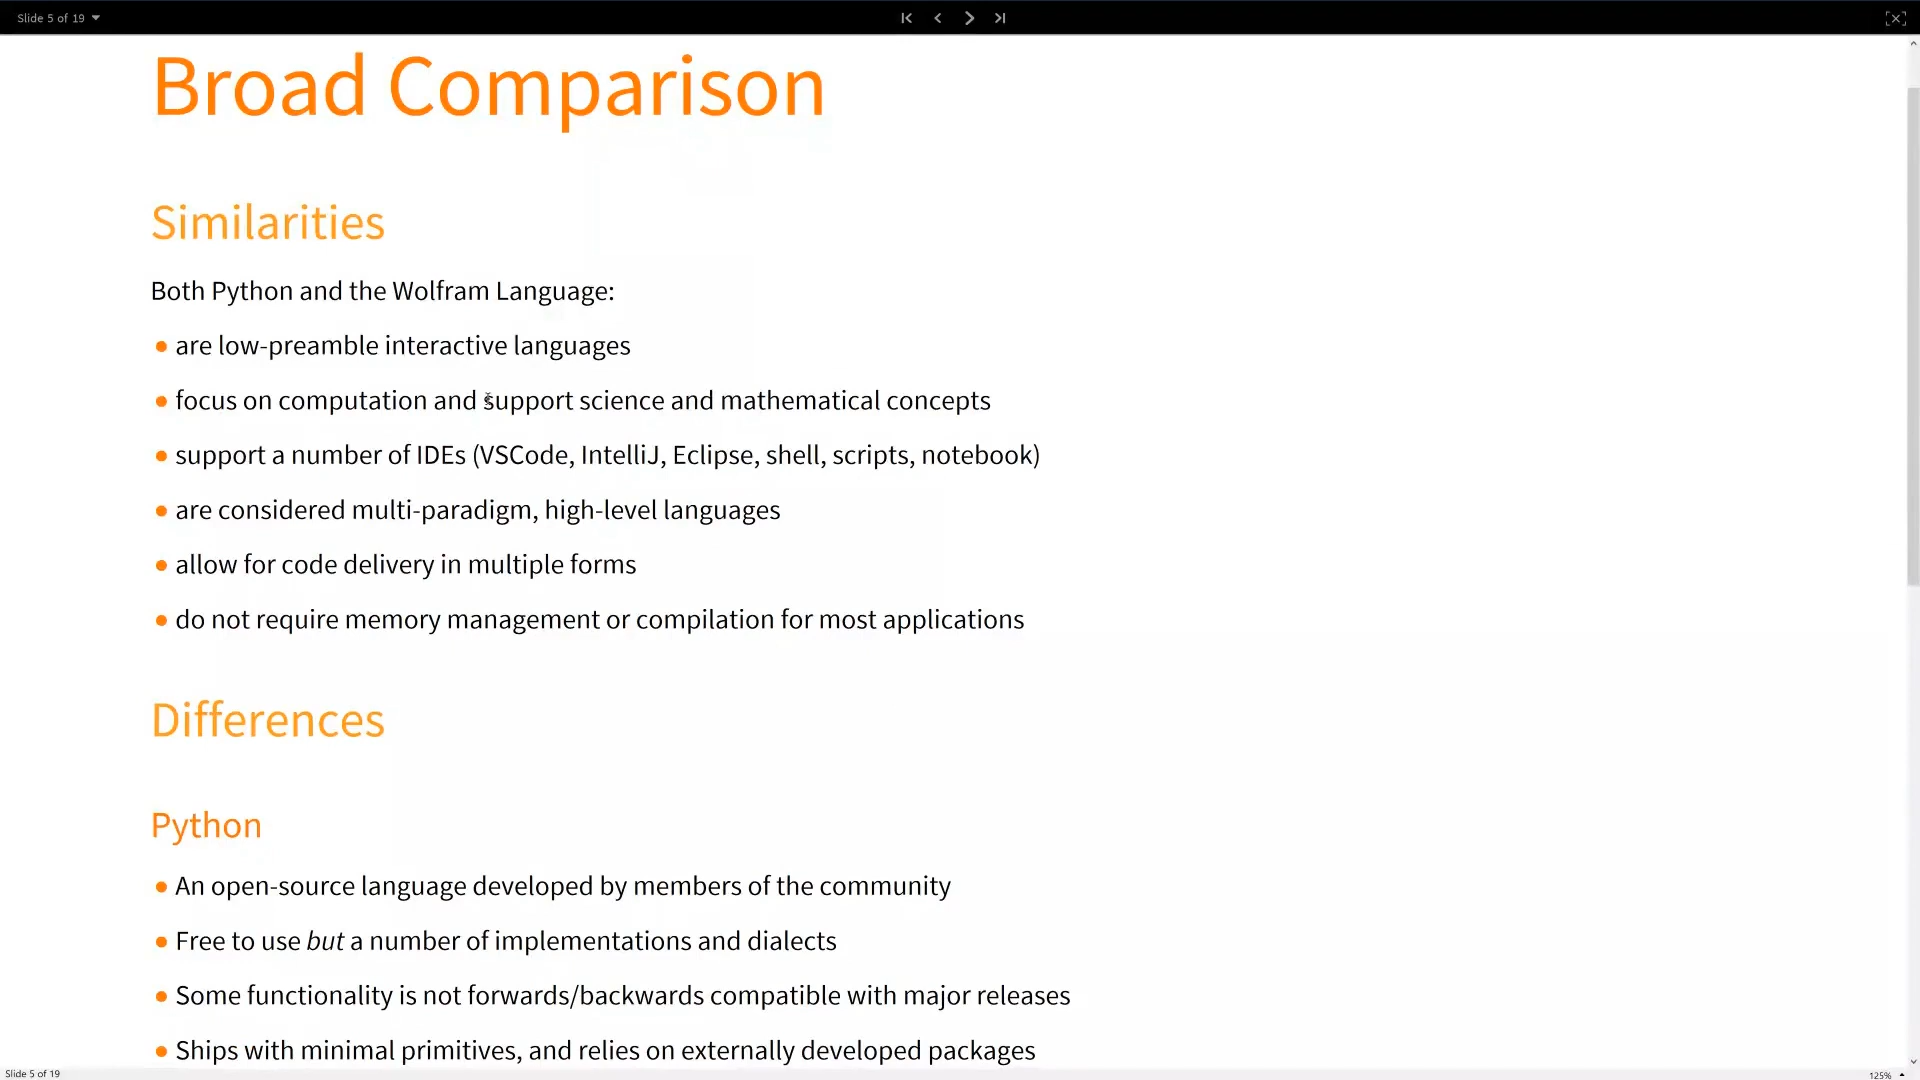 Slide 5 of 19
Broad Comparison
Similarities
Both Python and the Wolfram Language:
• are low-preamble interactive languages
• focus on computation and support science and mathematical concepts
• support a number of IDEs (VSCode, IntelliJ, Eclipse, shell, scripts, notebook)
• are considered multi-paradigm, high-level languages
• allow for code delivery in multiple forms
• do not require memory management or compilation for most applications
Differences
Python
• An open-source language developed by members of the community
• Free to use but a number of implementations and dialects
• Some functionality is not forwards/backwards compatible with major releases
• Ships with minimal primitives, and relies on externally developed packages
Slide 5 of 19
125%